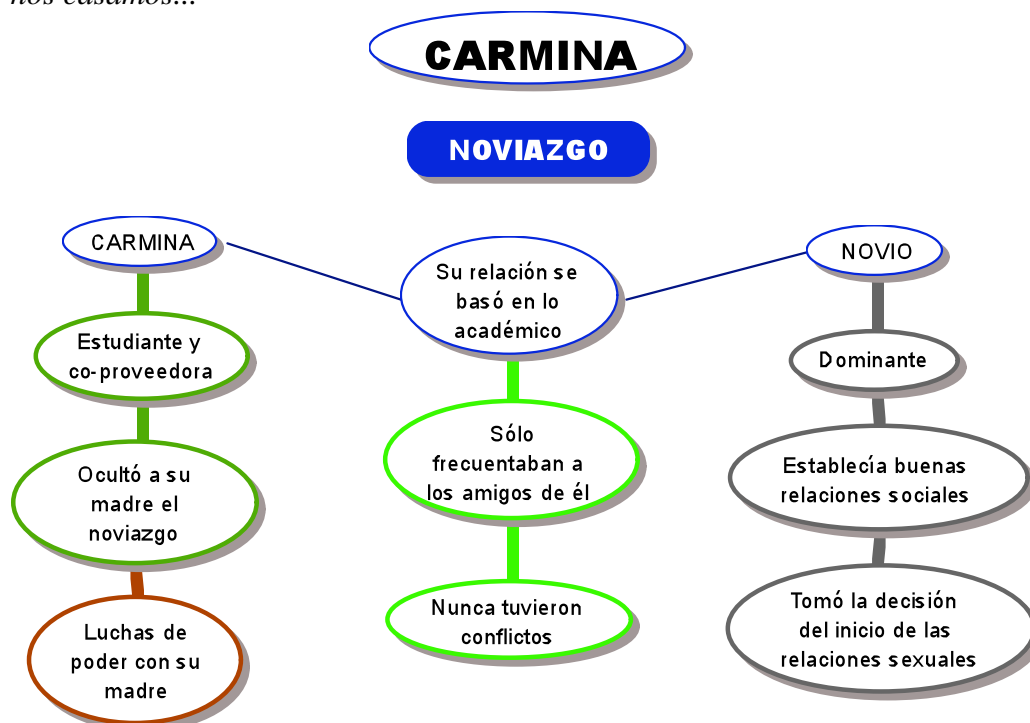 nos casamos...
CARMINA
NOVIAZGO
CARMINA
Estudiante y
co-proveedora
Ocultó a su
madre el
noviazgo
Luchas de
poder con su
madre
Su relación se
basó en lo
académico
Sólo
frecuentaban a
los amigos de él
Nunca tuvieron
conflictos
NOVIO
Dominante
Establecía buenas
relaciones sociales
Tomó la decisión
del inicio de las
relaciones sexuales